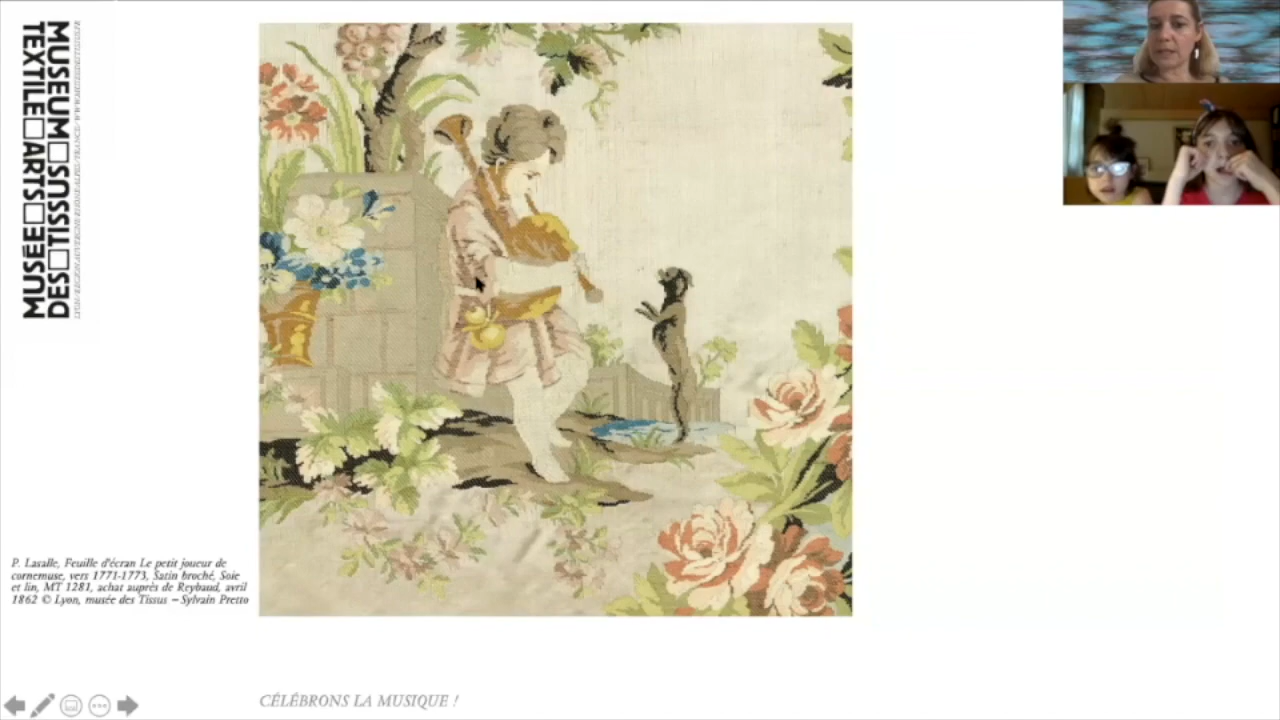 MUSEE□DES
TEXTILE□ARTS□
MUSEUM□
TISSUS□
P. Lasalle, Feuille d'écran Le petit joueur de
cornemuse, vers 1771-1773, Satin broché, Soie
et lin, MT 1281, achat auprès de Reybaud, avril
1862 © Lyon, musée des Tissus – Sylvain Pretto
CÉLÉBRONS LA MUSIQUE !